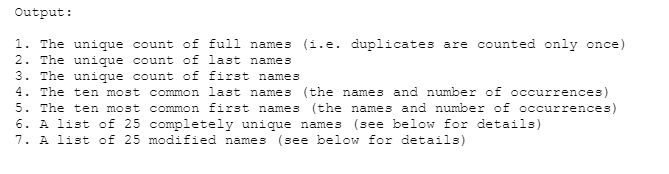 Output:
1. The unique count of full names (i.e. duplicates are counted only once)
2. The unique count of last names
3. The unique count of first names
4. The ten most common last names (the names and number of occurrences)
5. The ten most common first names (the names and number of occurrences)
6. A list of 25 completely unique names (see below for details)
7. A list of 25 modified names (see below for details)